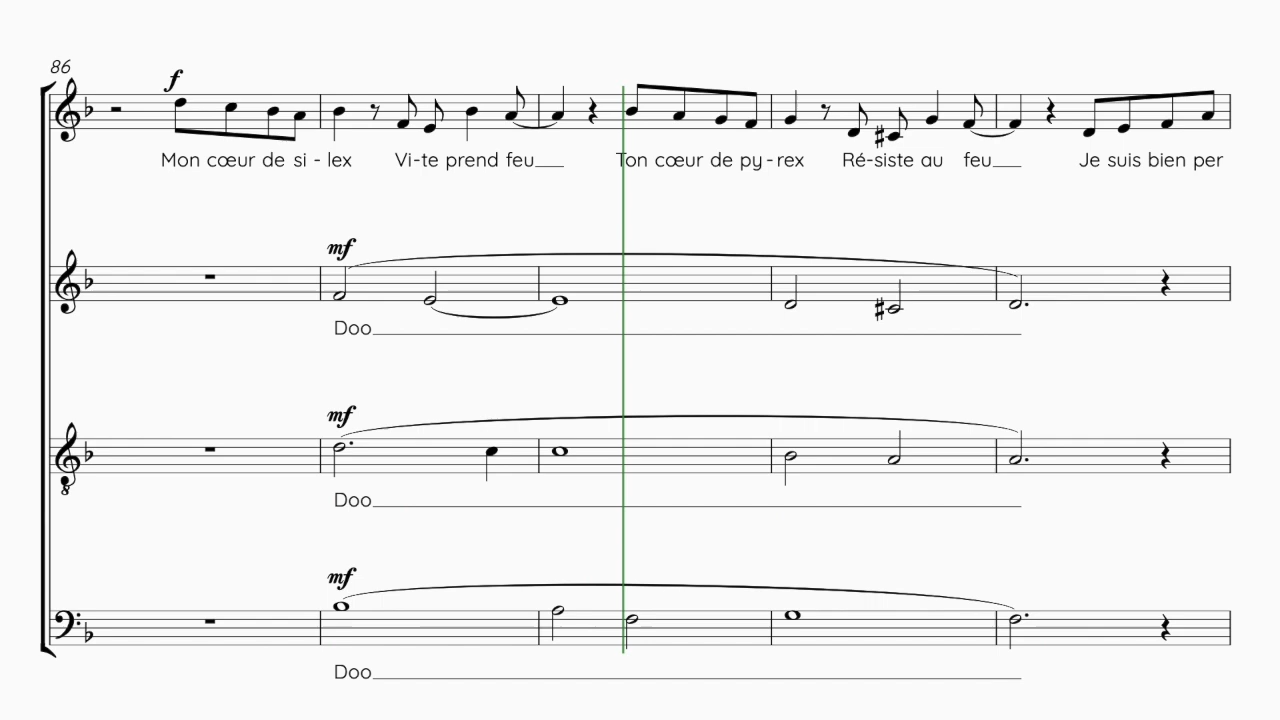 86
f
Mon cœur de si - lex Vi-te prend feu Ton cœur de py-rex Ré-siste au feu Je suis bien per
mf
Doo
mf
8
Doo
mf
Doo